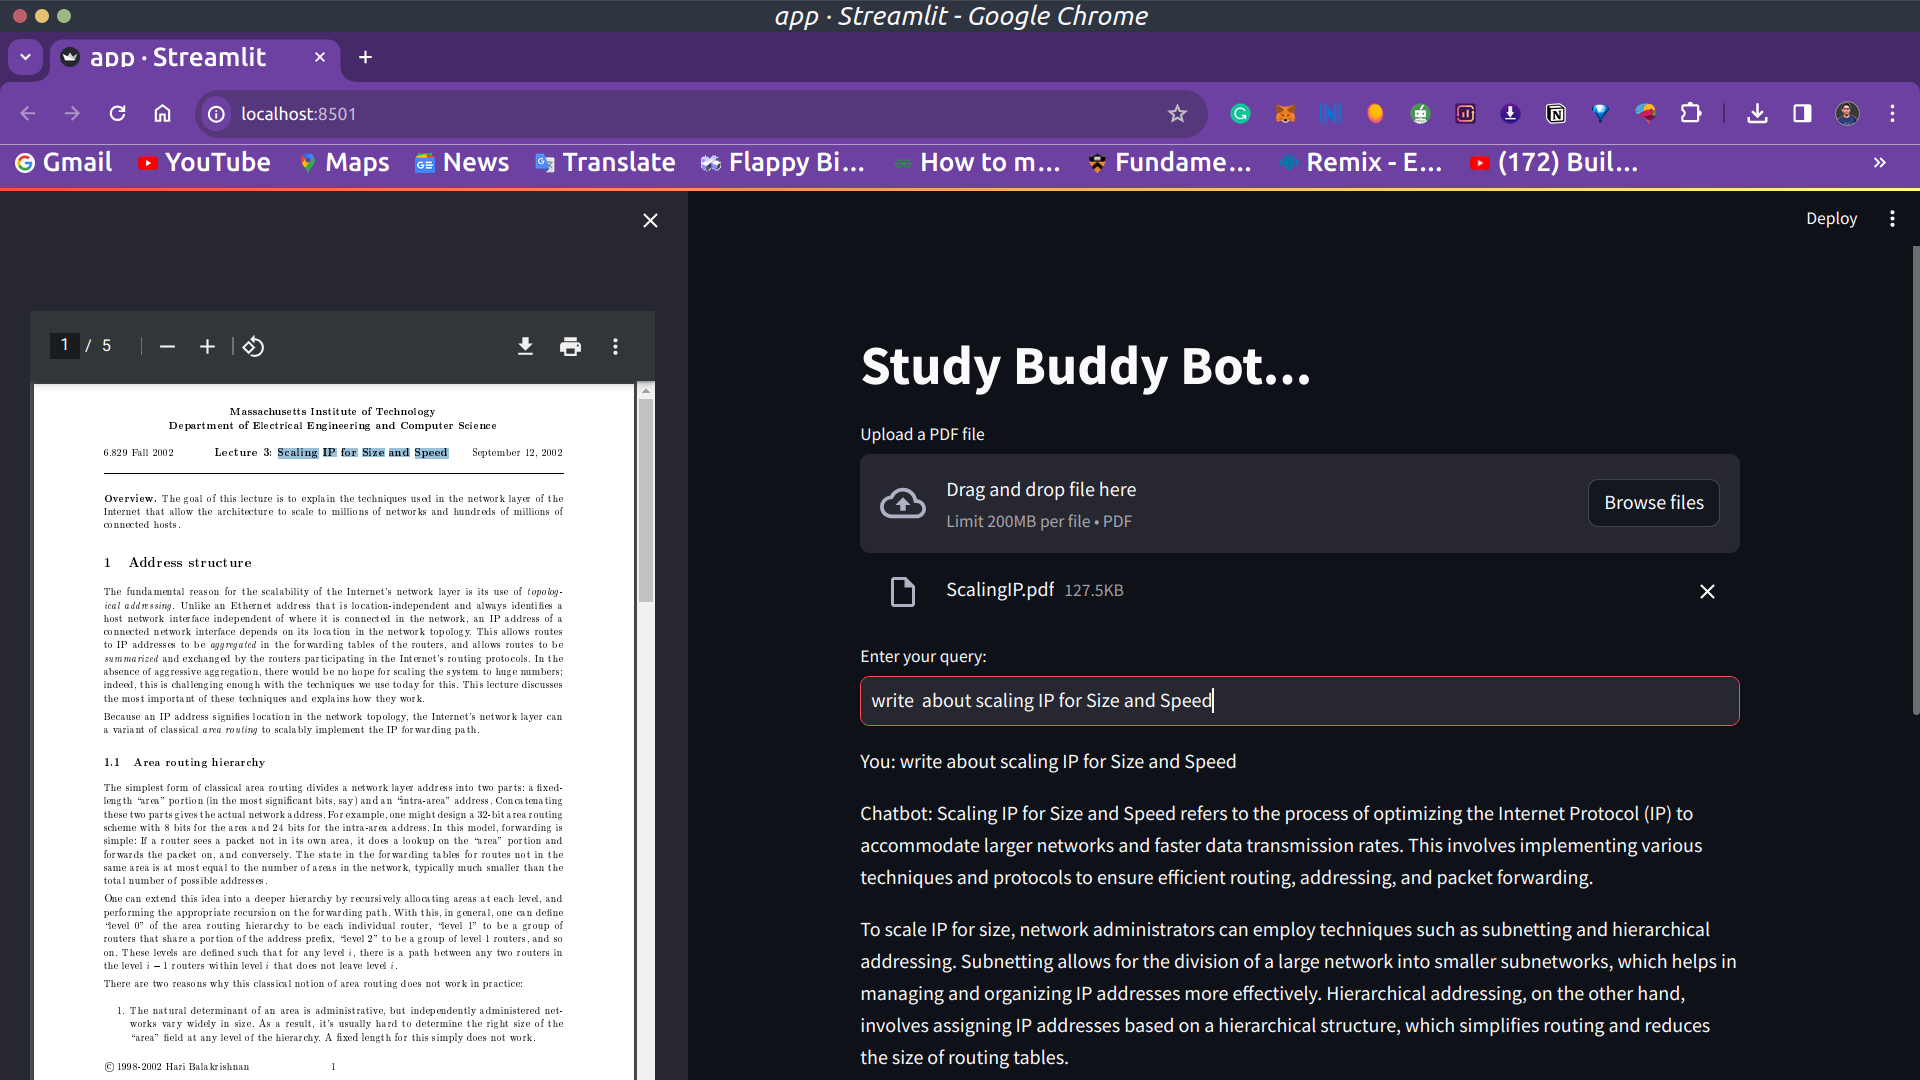 app · Streamlit - Google Chrome
app · Streamlit
localhost:8501
Gmail
YouTube
Maps
News
Translate
Flappy Bi...
How to m...
Fundame...
Remix - E...
(172) Buil...
1 / 5
Massachusetts Institute of Technology
Department of Electrical Engineering and Computer Science
6.829 Fall 2002 Lecture 3: Scaling IP for Size and Speed September 12, 2002
Overview. The goal of this lecture is to explain the techniques used in the network layer of the
Internet that allow the architecture to scale to millions of networks and hundreds of millions of
connected hosts.
1 Address structure
The fundamental reason for the scalability of the Internet's network layer is its use of topolog-
ical addressing. Unlike an Ethernet address that is location-independent and always identifies a
host network interface independent of where it is connected in the network, an IP address of a
connected network interface depends on its location in the network topology. This allows routes
to IP addresses to be aggregated in the forwarding tables of the routers, and allows routes to be
summarized and exchanged by the routers participating in the Internet's routing protocols. In the
absence of aggressive aggregation, there would be no hope for scaling the system to huge numbers;
indeed, this is challenging enough with the techniques we use today for this. This lecture discusses
the most important of these techniques and explains how they work.
Because an IP address signifies location in the network topology, the Internet's network layer can
a variant of classical area routing to scalably implement the IP forwarding path.
1.1 Area routing hierarchy
The simplest form of classical area routing divides a network layer address into two parts: a fixed-
length "area" portion (in the most significant bits, say) and an "intra-area" address. Concatenating
these two parts gives the actual network address. For example, one might design a 32-bit area routing
scheme with 8 bits for the area and 24 bits for the intra-area address. In this model, forwarding is
simple: If a router sees a packet not in its own area, it does a lookup on the "area" portion and
forwards the packet on, and conversely. The state in the forwarding tables for routes not in the
same area is at most equal to the number of areas in the network, typically much smaller than the
total number of possible addresses.
One can extend this idea into a deeper hierarchy by recursively allocating areas at each level, and
performing the appropriate recursion on the forwarding path. With this, in general, one can define
"level 0" of the area routing hierarchy to be each individual router, "level 1" to be a group of
routers that share a portion of the address prefix, "level 2" to be a group of level 1 routers, and so
on. These levels are defined such that for any level i, there is a path between any two routers in
the level i − 1 routers within level i that does not leave level i.
There are two reasons why this classical notion of area routing does not work in practice:
1. The natural determinant of an area is administrative, but independently administered net-
works vary widely in size. As a result, it's usually hard to determine the right size of the
"area" field at any level of the hierarchy. A fixed length for this simply does not work.
© 1998-2002 Hari Balakrishnan 1
Deploy
Study Buddy Bot...
Upload a PDF file
Drag and drop file here
Limit 200MB per file • PDF
Browse files
ScalingIP.pdf 127.5KB
Enter your query:
write  about scaling IP for Size and Speed
You: write about scaling IP for Size and Speed
Chatbot: Scaling IP for Size and Speed refers to the process of optimizing the Internet Protocol (IP) to
accommodate larger networks and faster data transmission rates. This involves implementing various
techniques and protocols to ensure efficient routing, addressing, and packet forwarding.
To scale IP for size, network administrators can employ techniques such as subnetting and hierarchical
addressing. Subnetting allows for the division of a large network into smaller subnetworks, which helps in
managing and organizing IP addresses more effectively. Hierarchical addressing, on the other hand,
involves assigning IP addresses based on a hierarchical structure, which simplifies routing and reduces
the size of routing tables.